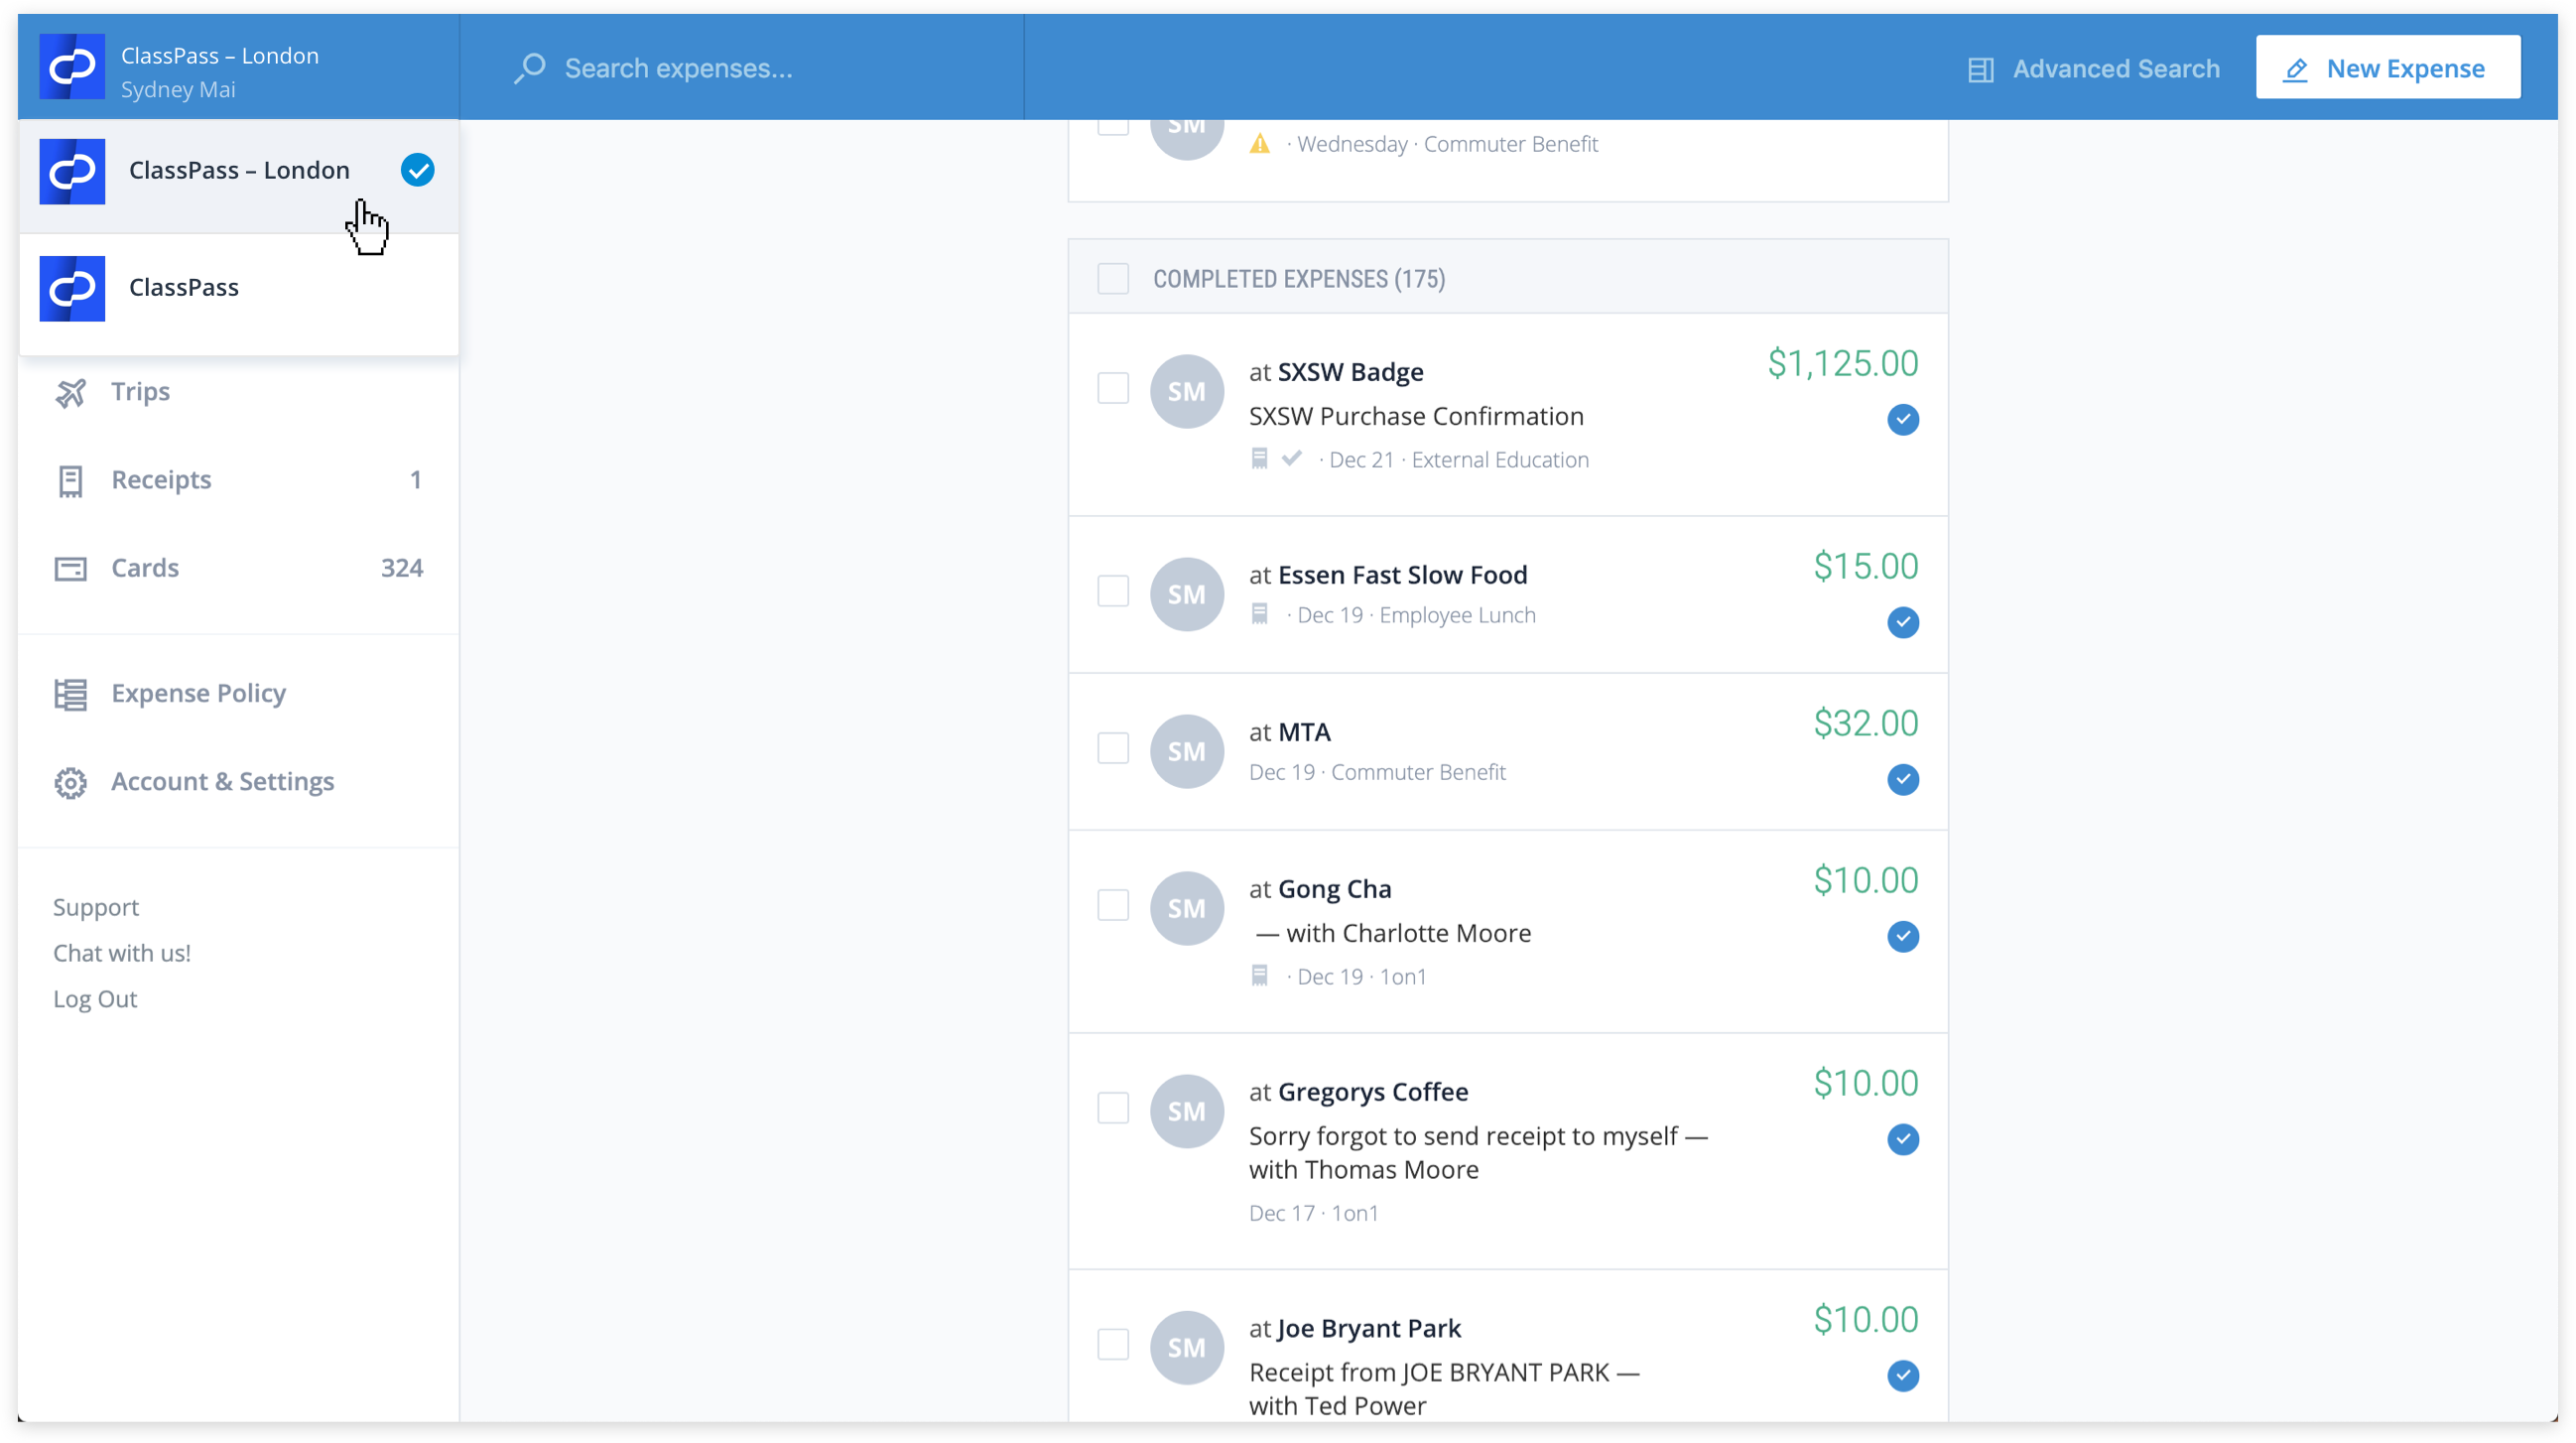 ClassPass – London
Sydney Mai
Search expenses...
Advanced Search
New Expense
ClassPass – London
ClassPass
Trips
Receipts 1
Cards 324
Expense Policy
Account & Settings
Support
Chat with us!
Log Out
SM
· Wednesday · Commuter Benefit
COMPLETED EXPENSES (175)
SM
at SXSW Badge
$1,125.00
SXSW Purchase Confirmation
· Dec 21 · External Education
SM
at Essen Fast Slow Food
$15.00
· Dec 19 · Employee Lunch
SM
at MTA
$32.00
Dec 19 · Commuter Benefit
SM
at Gong Cha
$10.00
— with Charlotte Moore
· Dec 19 · 1on1
SM
at Gregorys Coffee
$10.00
Sorry forgot to send receipt to myself —
with Thomas Moore
Dec 17 · 1on1
SM
at Joe Bryant Park
$10.00
Receipt from JOE BRYANT PARK —
with Ted Power